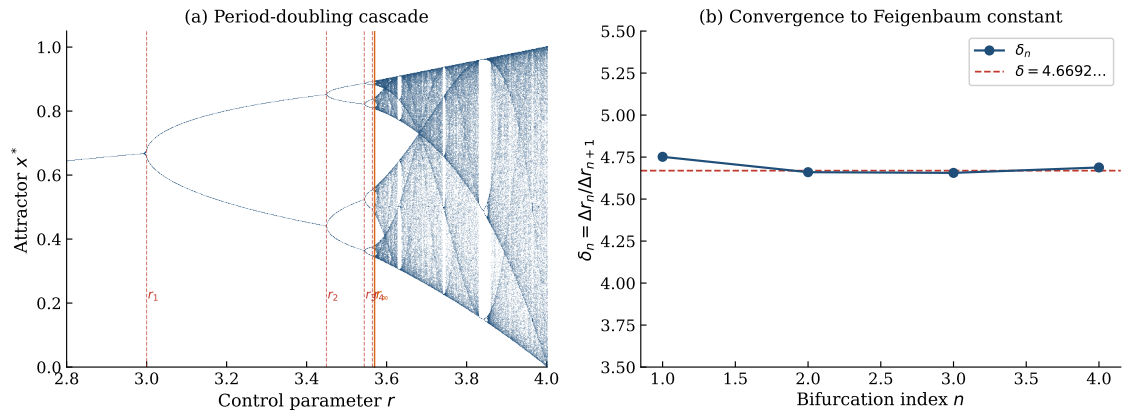 (a) Period-doubling cascade
1.0
0.8
0.6
0.4
0.2
0.0
Attractor x*
r₁
r₂
2.8
3.0
3.2
3.4
3.6
3.8
4.0
Control parameter r
(b) Convergence to Feigenbaum constant
δₙ
δ = 4.6692...
5.50
5.25
5.00
4.75
4.50
4.25
4.00
3.75
3.50
δₙ = Δrₙ/Δrₙ₊₁
1.0
1.5
2.0
2.5
3.0
3.5
4.0
Bifurcation index n